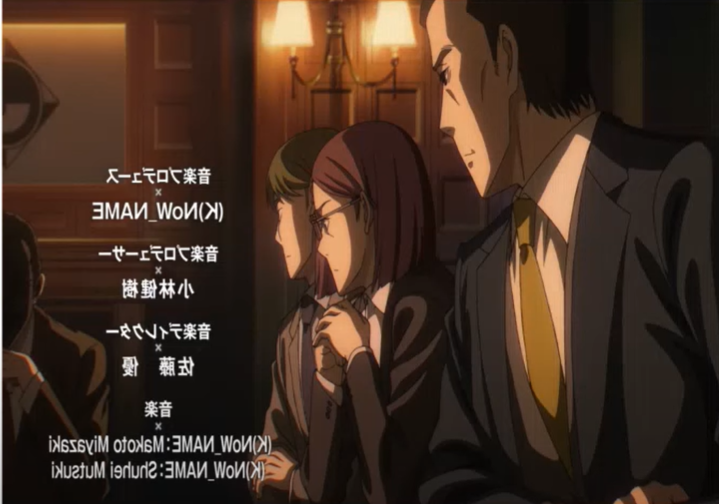 音楽プロデュース
×
(K)NoW_NAME
音楽プロデューサー
×
小林健樹
音楽ディレクター
×
佐藤　優
音楽
×
(K)NoW_NAME:Makoto Miyazaki
(K)NoW_NAME:Shuhei Mutsuki